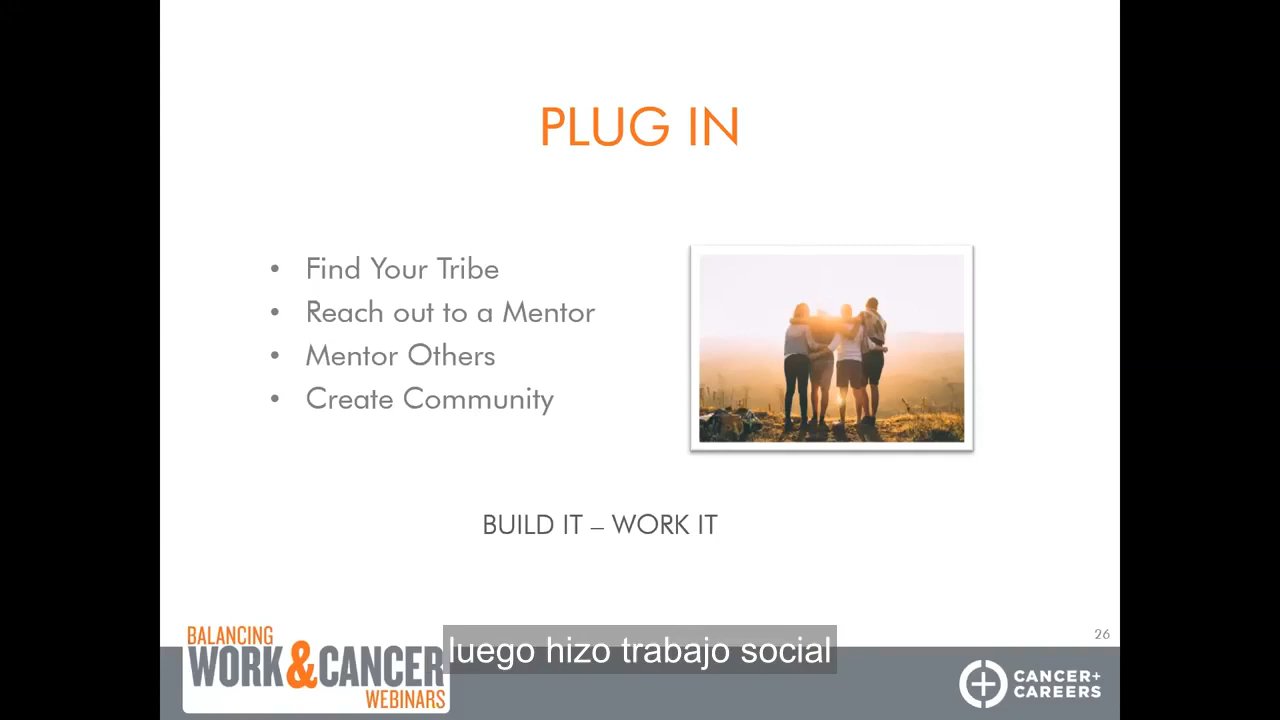 PLUG IN
• Find Your Tribe
• Reach out to a Mentor
• Mentor Others
• Create Community
BUILD IT – WORK IT
26
BALANCING
WORK & CANCER
WEBINARS
luego hizo trabajo social
CANCER+
CAREERS